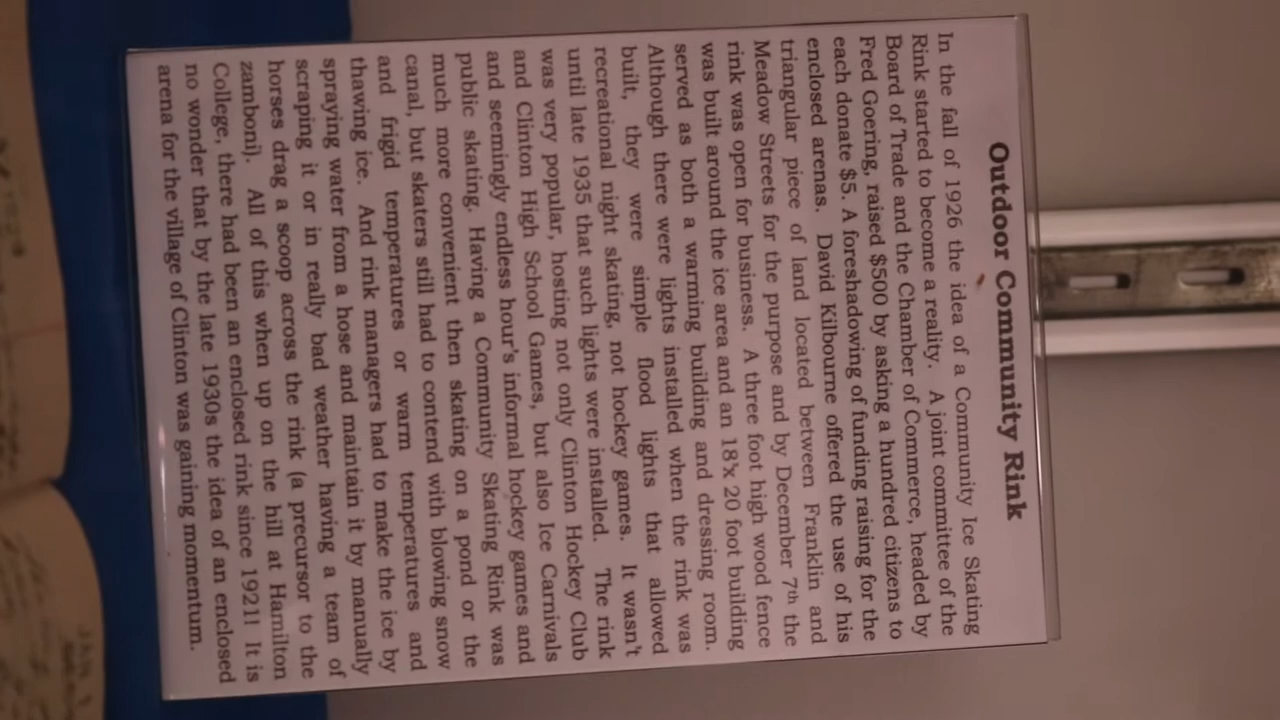 Outdoor Community Rink
In the fall of 1926 the idea of a Community Ice Skating
Rink started to become a reality. A joint committee of the
Board of Trade and the Chamber of Commerce, headed by
Fred Goering, raised $500 by asking a hundred citizens to
each donate $5. A foreshadowing of funding raising for the
enclosed arenas. David Kilbourne offered the use of his
triangular piece of land located between Franklin and
Meadow Streets for the purpose and by December 7th the
rink was open for business. A three foot high wood fence
was built around the ice area and an 18'x 20 foot building
served as both a warming building and dressing room.
Although there were lights installed when the rink was
built, they were simple flood lights that allowed
recreational night skating, not hockey games. It wasn't
until late 1935 that such lights were installed. The rink
was very popular, hosting not only Clinton Hockey Club
and Clinton High School Games, but also Ice Carnivals
and seemingly endless hour's informal hockey games and
public skating. Having a Community Skating Rink was
much more convenient then skating on a pond or the
canal, but skaters still had to contend with blowing snow
and frigid temperatures or warm temperatures and
thawing ice. And rink managers had to make the ice by
spraying water from a hose and maintain it by manually
scraping it or in really bad weather having a team of
horses drag a scoop across the rink (a precursor to the
zamboni). All of this when up on the hill at Hamilton
College, there had been an enclosed rink since 1921! It is
no wonder that by the late 1930s the idea of an enclosed
arena for the village of Clinton was gaining momentum.